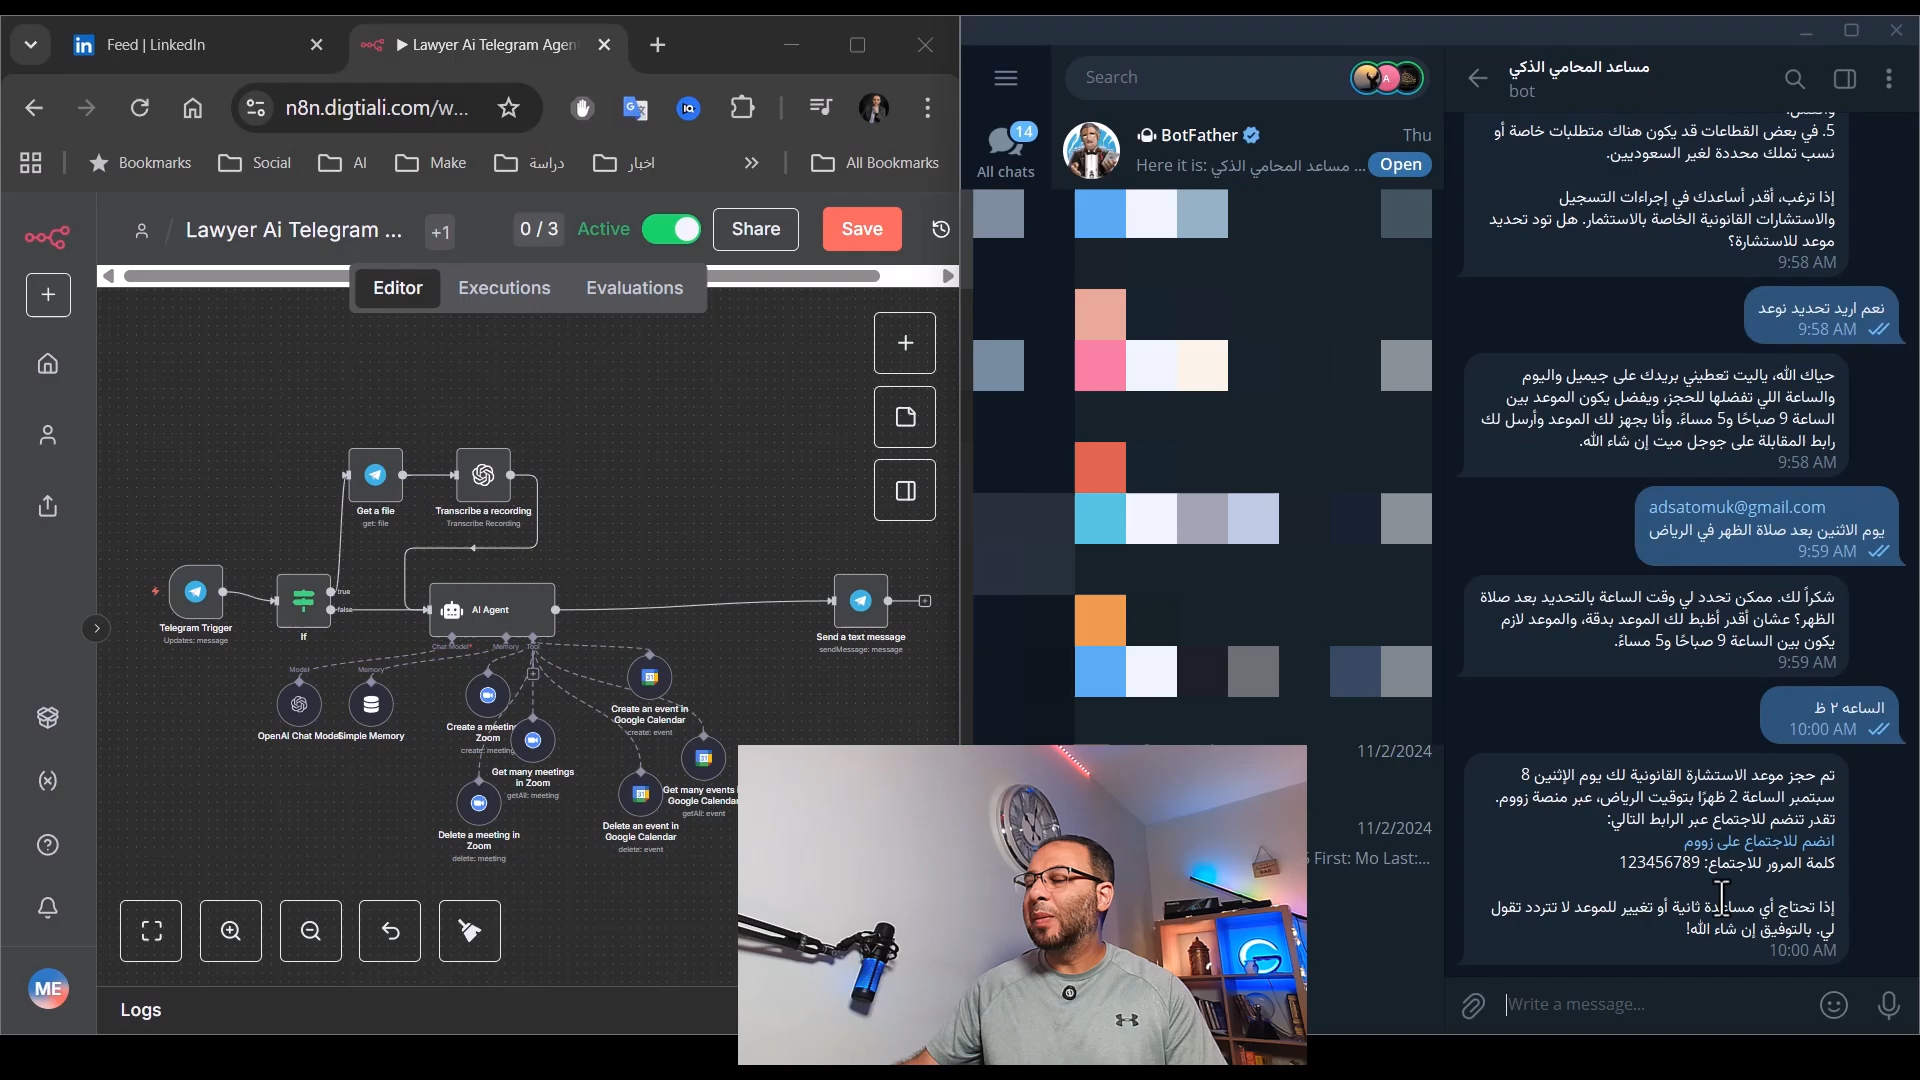 Feed | LinkedIn
Lawyer Ai Telegram Agen
n8n.digtiali.com/w...
Bookmarks
Social
AI
Make
دراسة
اخبار
All Bookmarks
Lawyer Ai Telegram ...
+1
0 / 3
Active
Share
Save
Editor
Executions
Evaluations
Get a file
get: file
Transcribe a recording
Transcribe Recording
Telegram Trigger
Updates: message
If
true
false
AI Agent
Chat Model*
Memory
Tool
Send a text message
sendMessage: message
Model
Memory
OpenAI Chat Model
Simple Memory
Create a meeting
Zoom
create: meeting
Get many meetings
in Zoom
getAll: meeting
Delete a meeting in
Zoom
delete: meeting
Create an event in
Google Calendar
create: event
Get many events i
Google Calendar
getAll: event
Delete an event in
Google Calendar
delete: event
ME
Logs
Search
14
All chats
A
BotFather
Thu
Here it is: مساعد المحامي الذكي ...
Open
11/2/2024
11/2/2024
First: Mo Last:...
مساعد المحامي الذكي
bot
5. في بعض القطاعات قد يكون هناك متطلبات خاصة أو
نسب تملك محددة لغير السعوديين.
إذا ترغب، أقدر أساعدك في إجراءات التسجيل
والاستشارات القانونية الخاصة بالاستثمار. هل تود تحديد
موعد للاستشارة؟
9:58 AM
نعم اريد تحديد نوعد
9:58 AM
حياك الله، ياليت تعطيني بريدك على جيميل واليوم
والساعة اللي تفضلها للحجز، ويفضل يكون الموعد بين
الساعة 9 صباحًا و5 مساءً. وأنا بجهز لك الموعد وأرسل لك
رابط المقابلة على جوجل ميت إن شاء الله.
9:58 AM
adsatomuk@gmail.com
يوم الاثنين بعد صلاة الظهر في الرياض
9:59 AM
شكراً لك. ممكن تحدد لي وقت الساعة بالتحديد بعد صلاة
الظهر؟ عشان أقدر أظبط لك الموعد بدقة، والموعد لازم
يكون بين الساعة 9 صباحًا و5 مساءً.
9:59 AM
الساعه ٢ ظ
10:00 AM
تم حجز موعد الاستشارة القانونية لك يوم الإثنين 8
سبتمبر الساعة 2 ظهرًا بتوقيت الرياض، عبر منصة زووم.
تقدر تنضم للاجتماع عبر الرابط التالي:
انضم للاجتماع على زووم
كلمة المرور للاجتماع: 123456789
إذا تحتاج أي مساعدة ثانية أو تغيير للموعد لا تتردد تقول
لي. بالتوفيق إن شاء الله!
10:00 AM
Write a message...